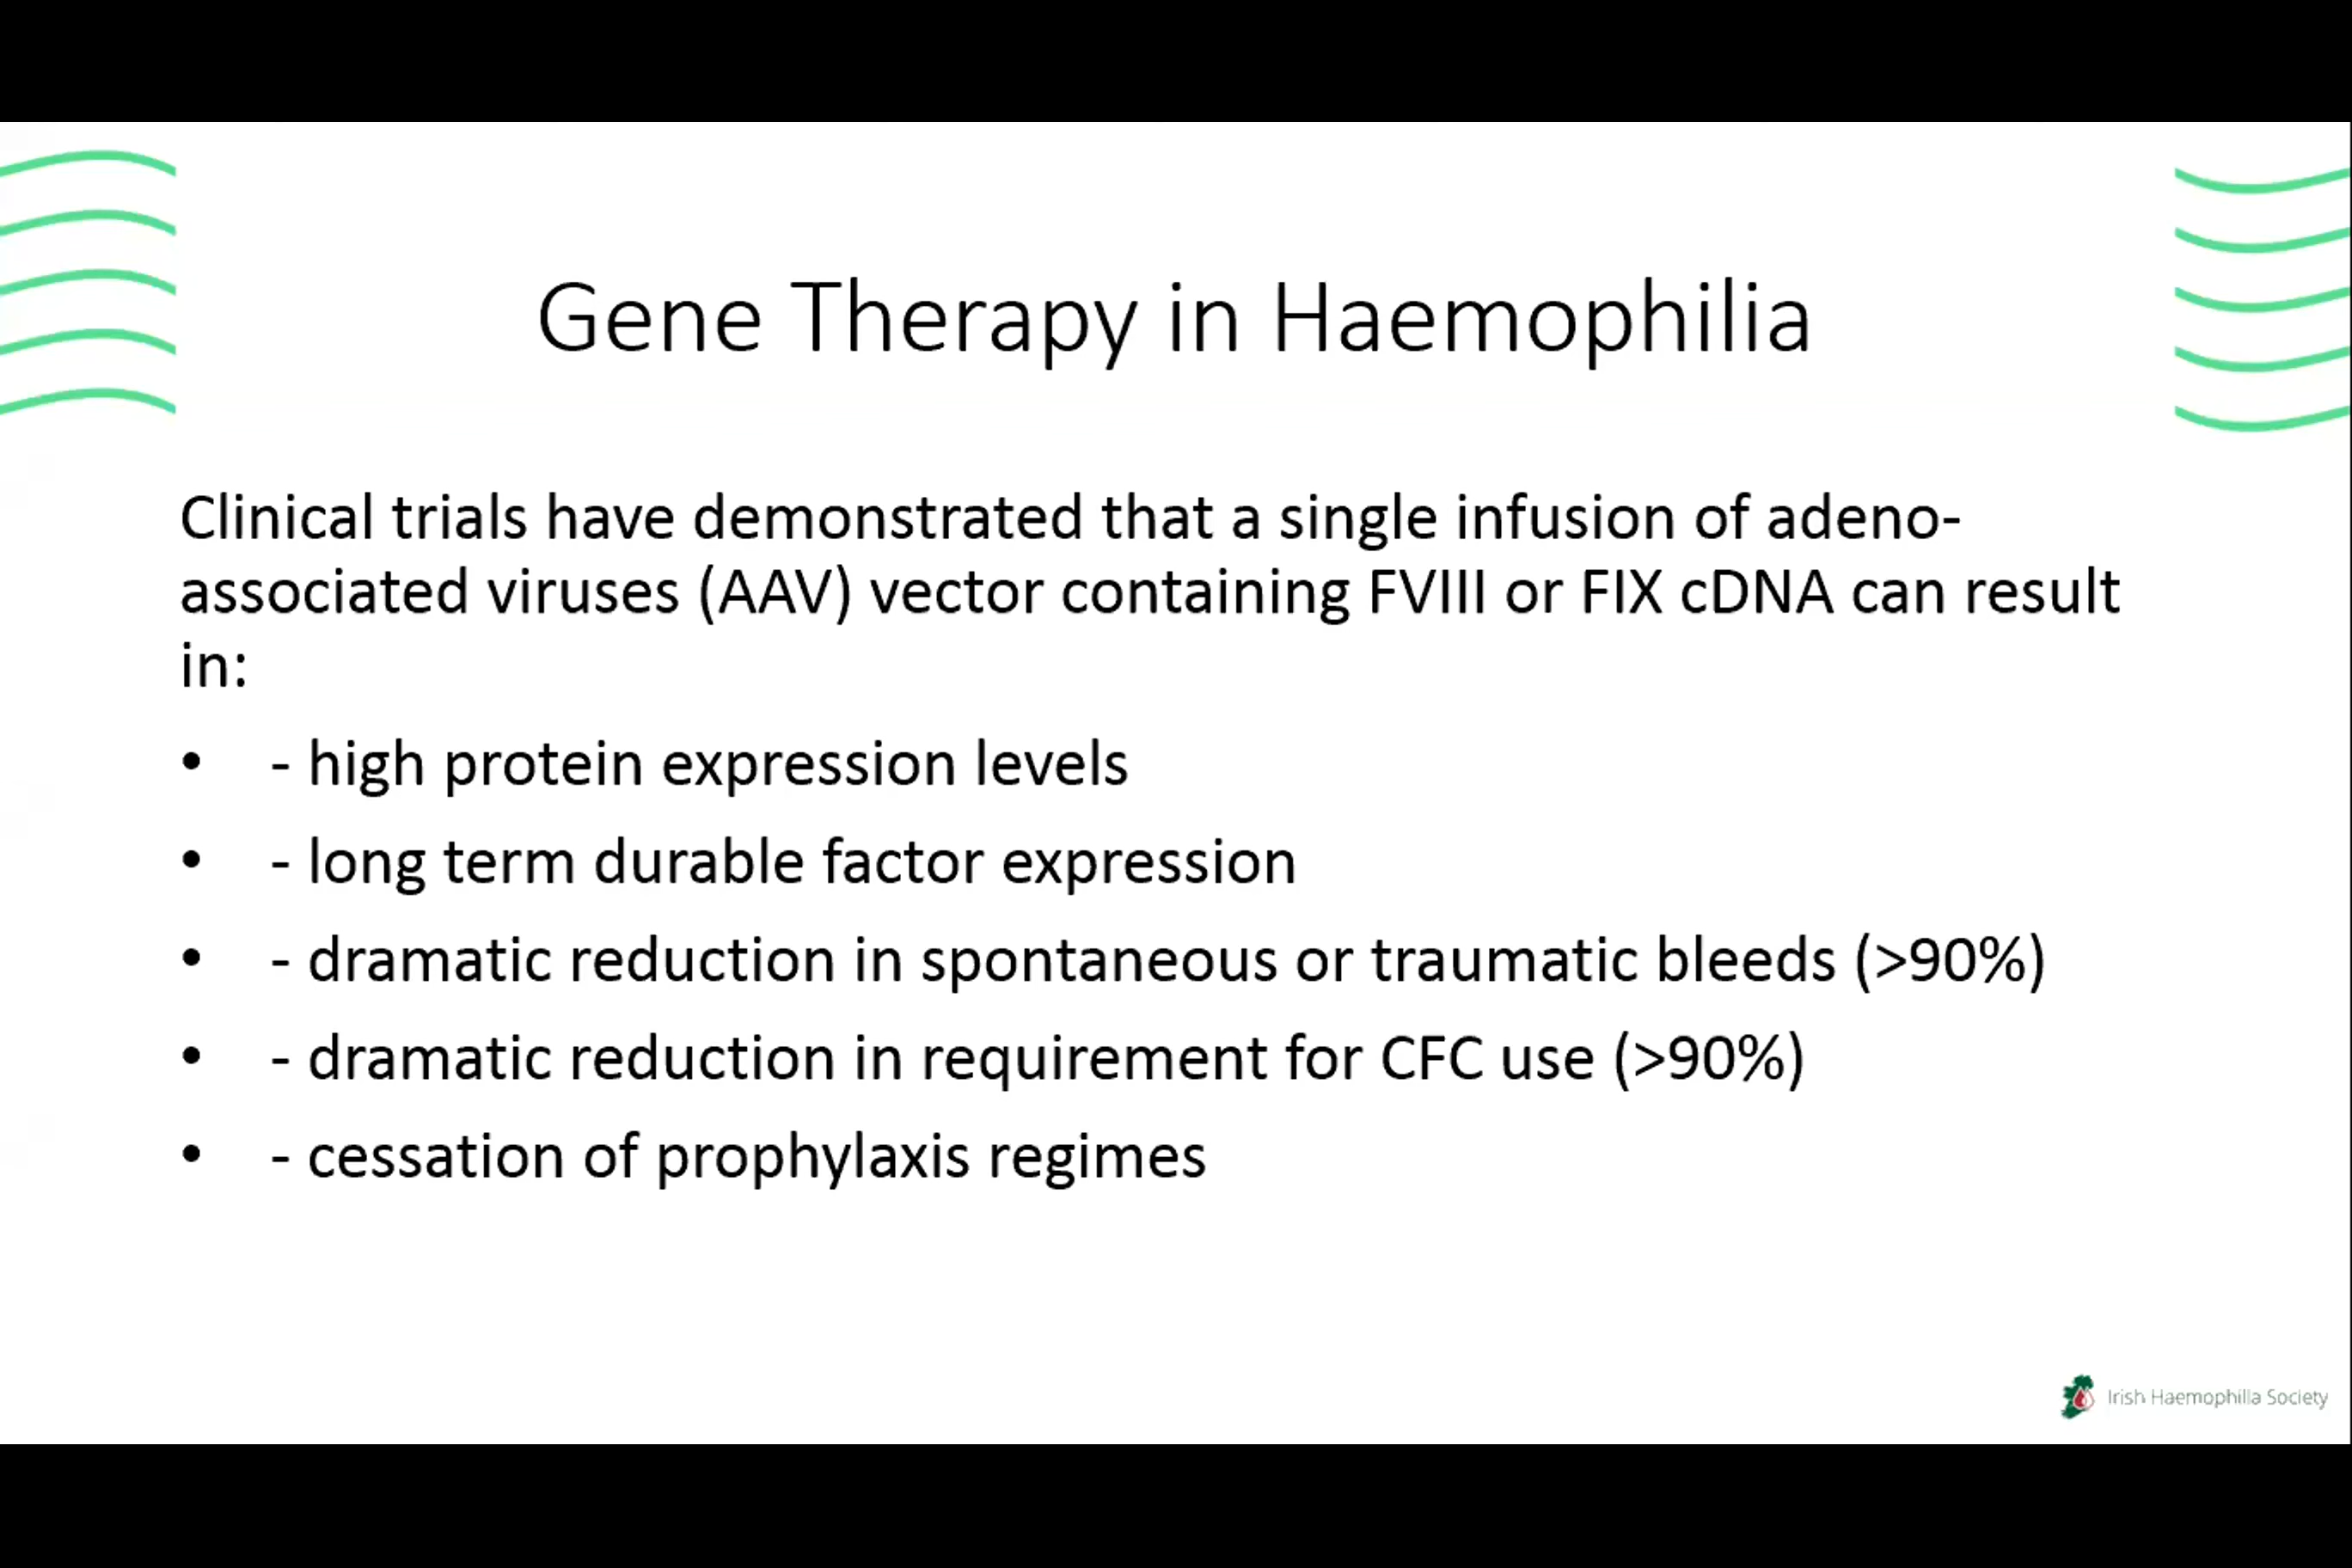 Gene Therapy in Haemophilia
Clinical trials have demonstrated that a single infusion of adeno-
associated viruses (AAV) vector containing FVIII or FIX cDNA can result
in:
• - high protein expression levels
• - long term durable factor expression
• - dramatic reduction in spontaneous or traumatic bleeds (>90%)
• - dramatic reduction in requirement for CFC use (>90%)
• - cessation of prophylaxis regimes
Irish Haemophilia Society